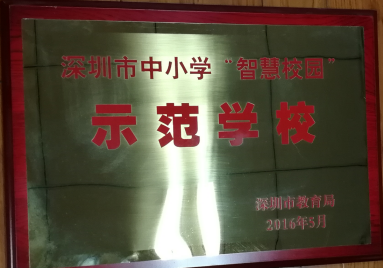 深圳市中小学“智慧校园”
示范学校
深圳市教育局
2016年5月